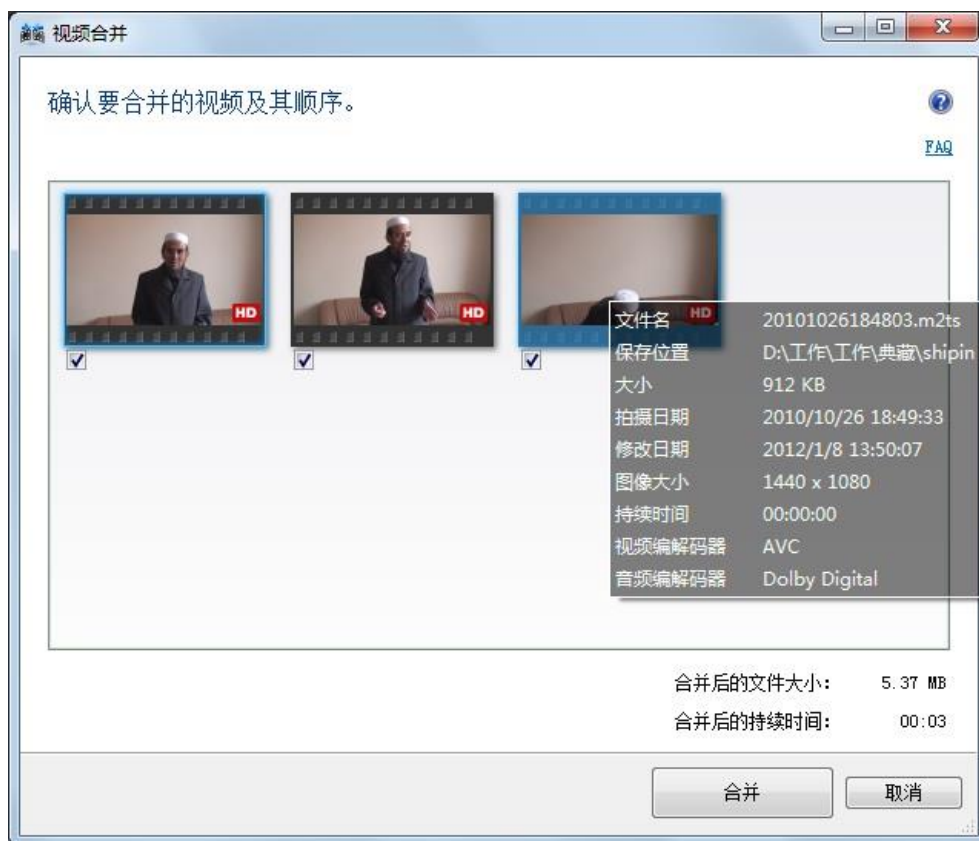 视频合并
确认要合并的视频及其顺序。
FAQ
HD
HD
HD
文件名 20101026184803.m2ts
保存位置 D:\工作\工作\典藏\shipin
大小 912 KB
拍摄日期 2010/10/26 18:49:33
修改日期 2012/1/8 13:50:07
图像大小 1440 x 1080
持续时间 00:00:00
视频编解码器 AVC
音频编解码器 Dolby Digital
合并后的文件大小: 5.37 MB
合并后的持续时间: 00:03
合并
取消